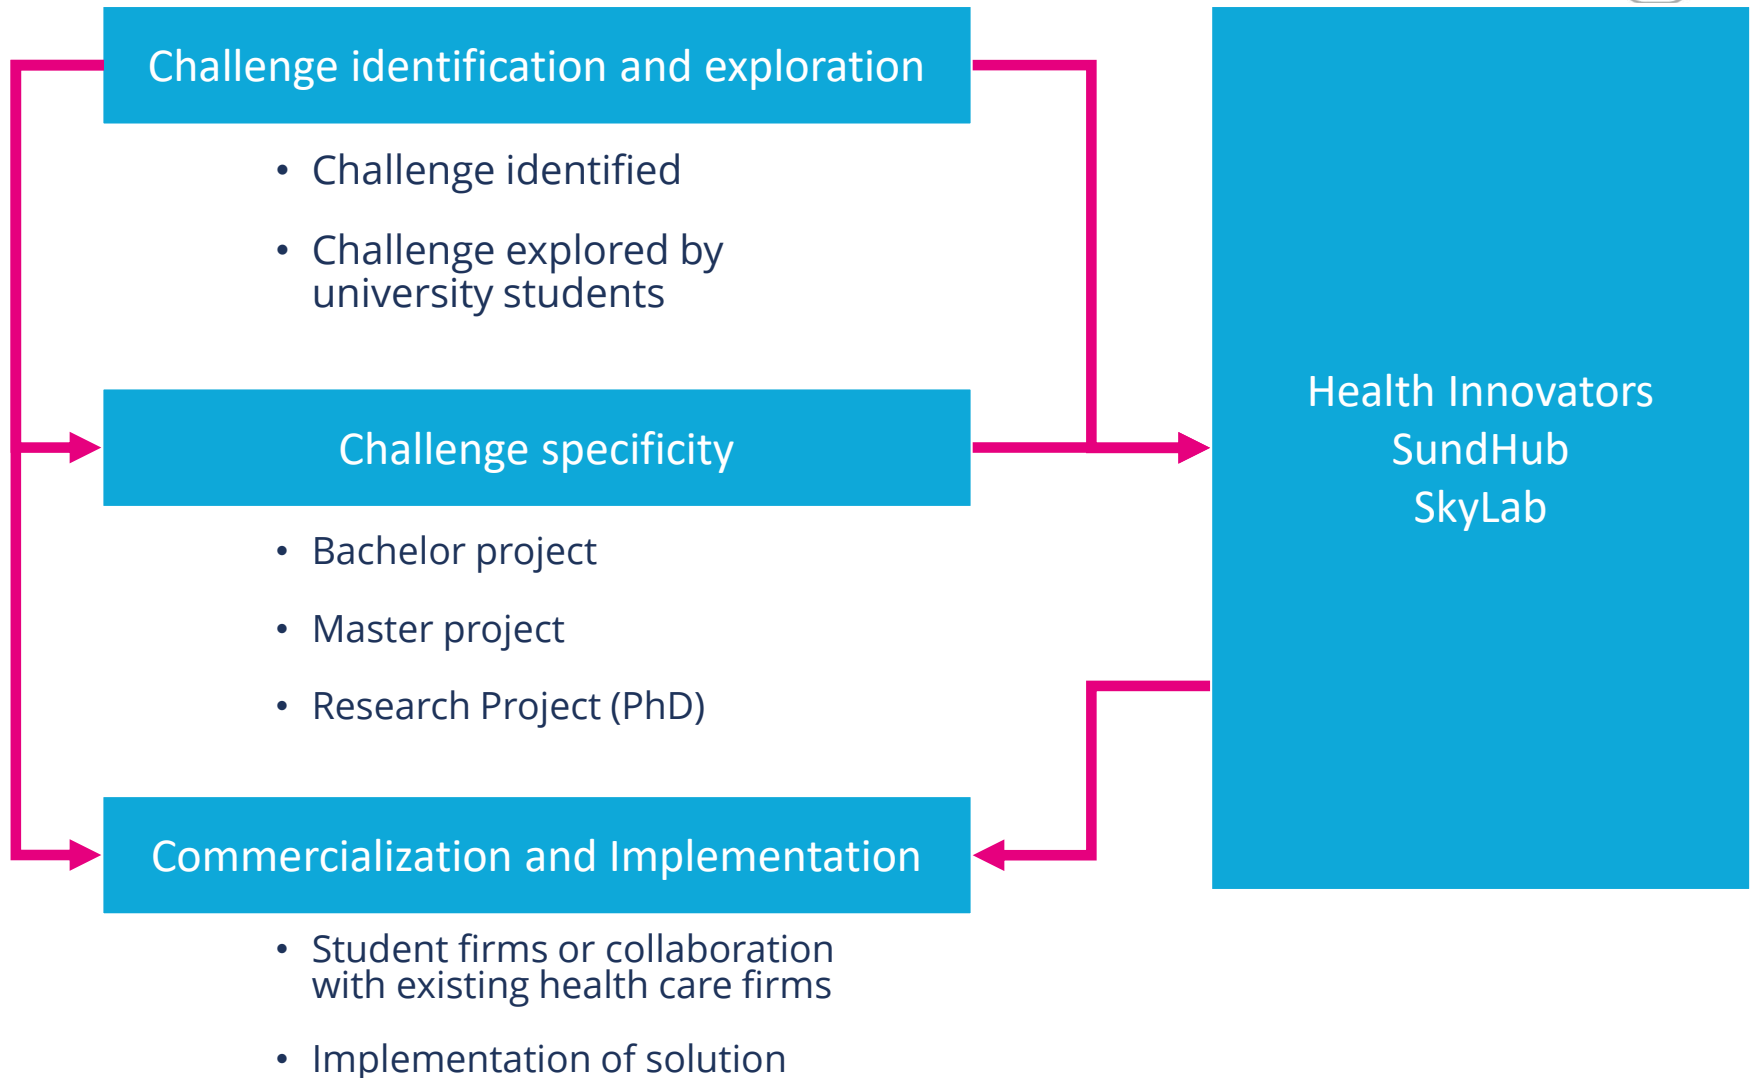 Challenge identification and exploration
• Challenge identified
• Challenge explored by
university students
Challenge specificity
• Bachelor project
• Master project
• Research Project (PhD)
Commercialization and Implementation
• Student firms or collaboration
with existing health care firms
• Implementation of solution
Health Innovators
SundHub
SkyLab